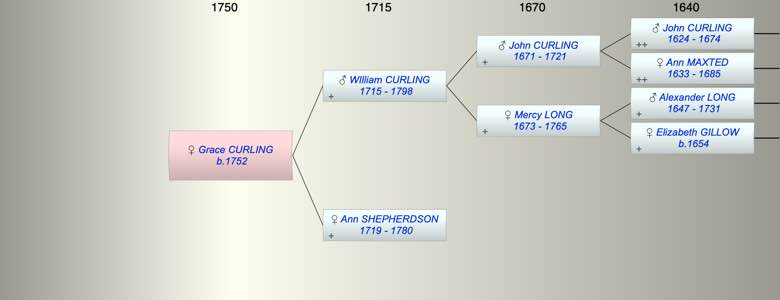 1750 1715 1670 1640
♂ John CURLING
1624 - 1674
++
♂ John CURLING
1671 - 1721
+
♀ Ann MAXTED
1633 - 1685
++
♂ WIlliam CURLING
1715 - 1798
+
♂ Alexander LONG
1647 - 1731
+
♀ Mercy LONG
1673 - 1765
+
♀ Elizabeth GILLOW
b.1654
+
♀ Grace CURLING
b.1752
♀ Ann SHEPHERDSON
1719 - 1780
+